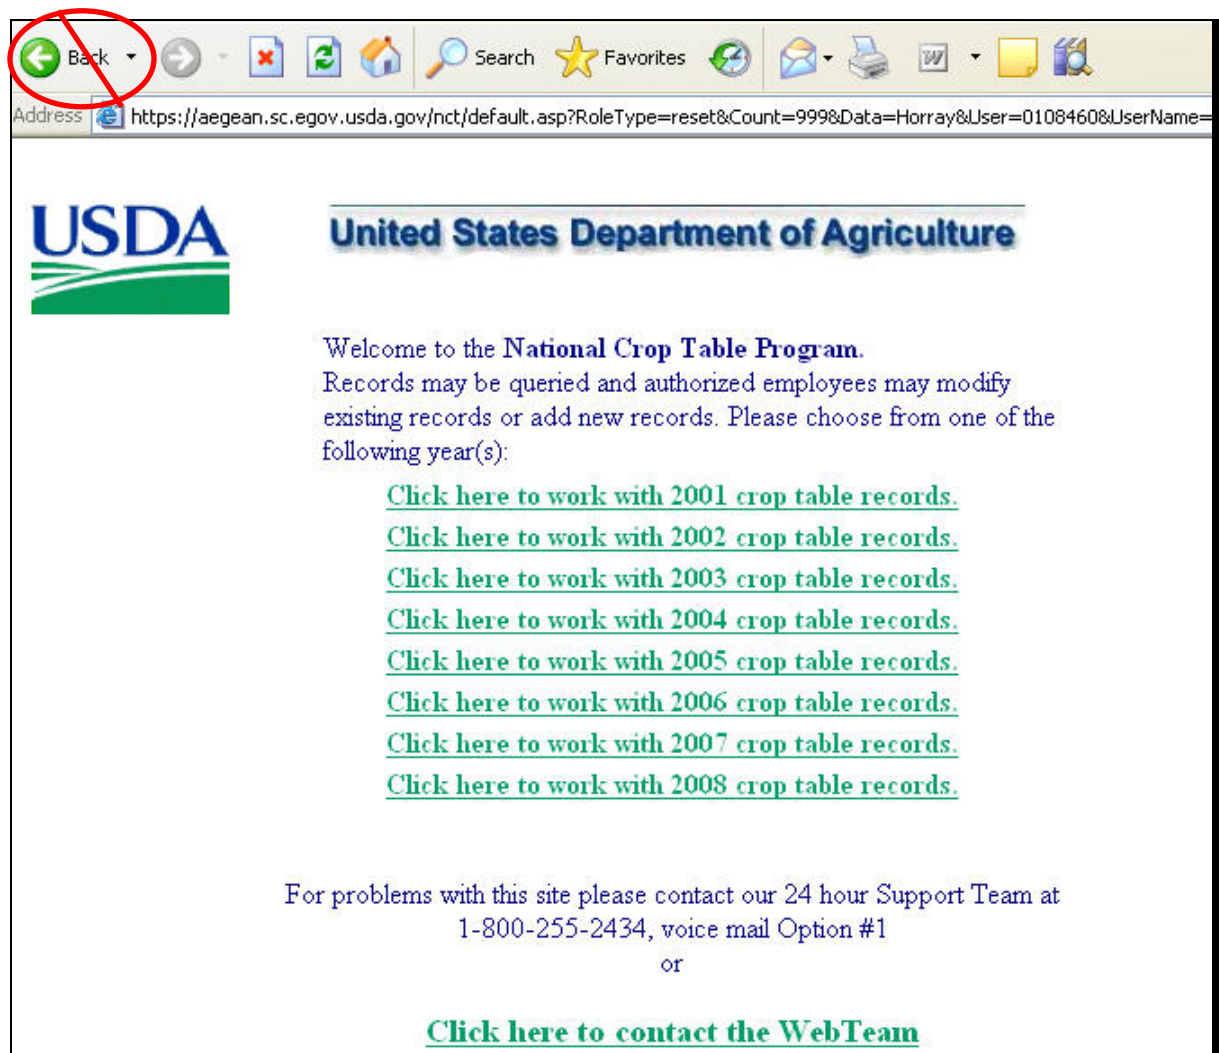 Back Search Favorites
Address https://aegean.sc.egov.usda.gov/nct/default.asp?RoleType=reset&Count=999&Data=Horray&User=0108460&UserName=
USDA United States Department of Agriculture
Welcome to the National Crop Table Program.
Records may be queried and authorized employees may modify
existing records or add new records. Please choose from one of the
following year(s):
Click here to work with 2001 crop table records.
Click here to work with 2002 crop table records.
Click here to work with 2003 crop table records.
Click here to work with 2004 crop table records.
Click here to work with 2005 crop table records.
Click here to work with 2006 crop table records.
Click here to work with 2007 crop table records.
Click here to work with 2008 crop table records.
For problems with this site please contact our 24 hour Support Team at
1-800-255-2434, voice mail Option #1
or
Click here to contact the WebTeam